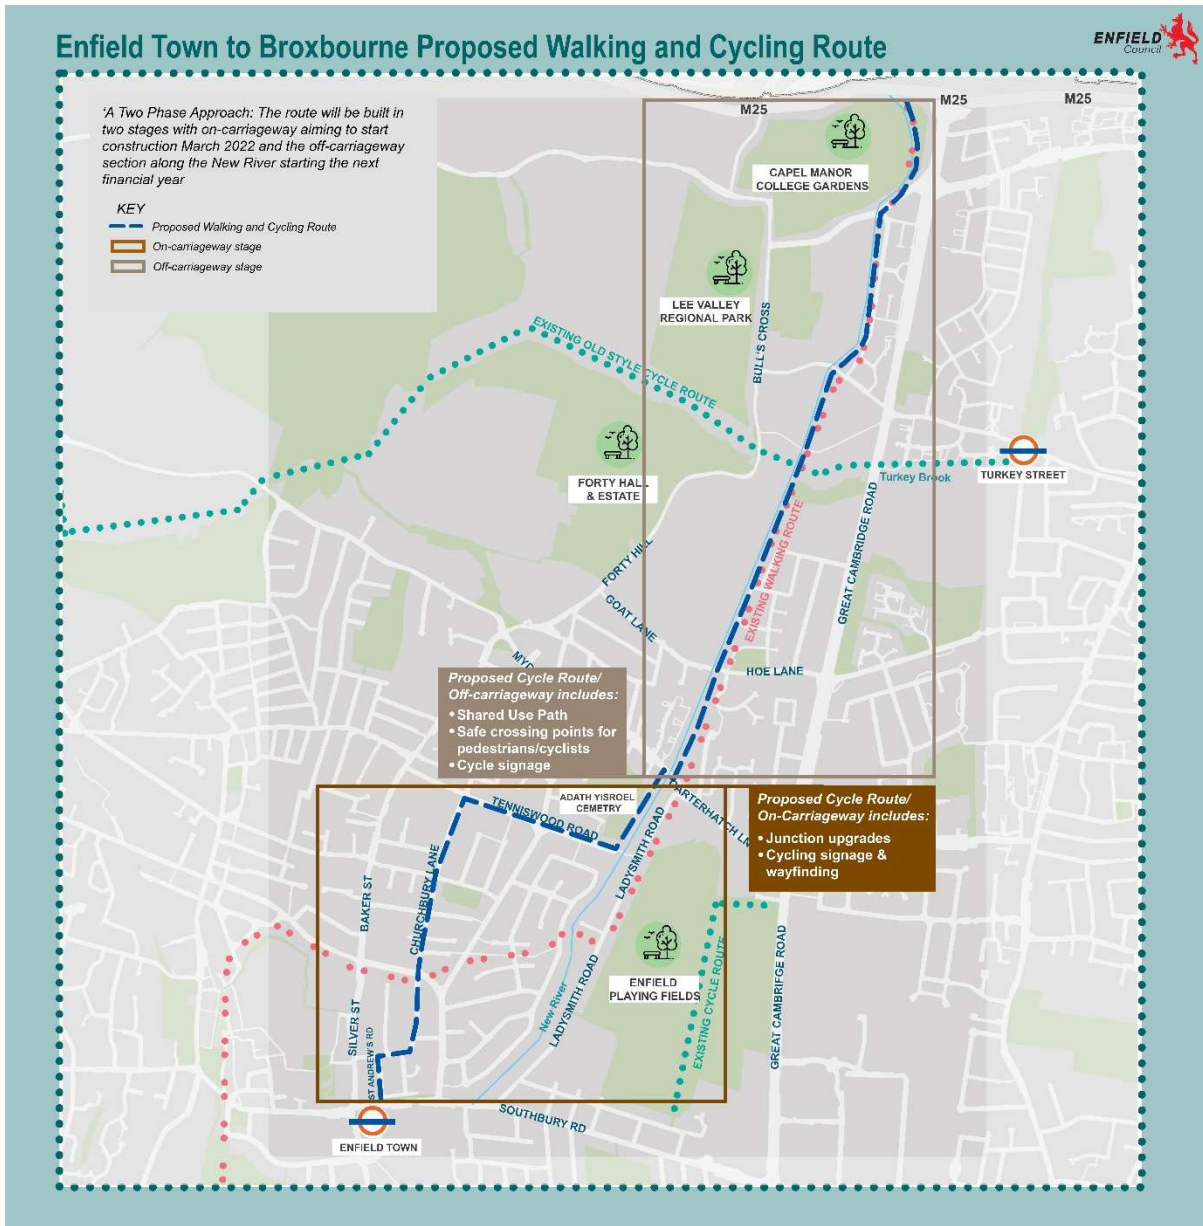 Enfield Town to Broxbourne Proposed Walking and Cycling Route
ENFIELD
Council
'A Two Phase Approach: The route will be built in
two stages with on-carriageway aiming to start
construction March 2022 and the off-carriageway
section along the New River starting the next
financial year
KEY
Proposed Walking and Cycling Route
On-carriageway stage
Off-carriageway stage
M25
M25
M25
CAPEL MANOR
COLLEGE GARDENS
LEE VALLEY
REGIONAL PARK
BULL'S CROSS
EXISTING OLD STYLE CYCLE ROUTE
FORTY HALL
& ESTATE
TURKEY STREET
Turkey Brook
EXISTING WALKING ROUTE
GREAT CAMBRIDGE ROAD
FORTY HILL
GOAT LANE
MYD
HOE LANE
Proposed Cycle Route/
Off-carriageway includes:
• Shared Use Path
• Safe crossing points for
pedestrians/cyclists
• Cycle signage
ADATH YISROEL
CEMETRY
CARTERHATCH LN
TENNISWOOD ROAD
Proposed Cycle Route/
On-Carriageway includes:
• Junction upgrades
• Cycling signage &
wayfinding
LADYSMITH ROAD
BAKER ST
CHURCHBURY LANE
ENFIELD
PLAYING FIELDS
New River
LADYSMITH ROAD
EXISTING CYCLE ROUTE
GREAT CAMBRIFGE ROAD
SILVER ST
ST ANDREW'S RD
SOUTHBURY RD
ENFIELD TOWN